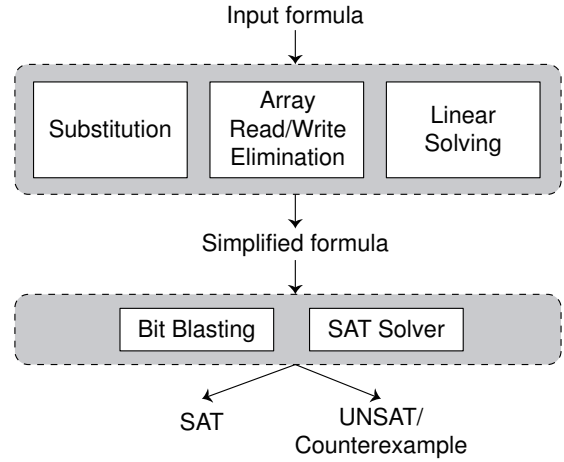 Input formula
Substitution
Array
Read/Write
Elimination
Linear
Solving
Simplified formula
Bit Blasting
SAT Solver
SAT
UNSAT/
Counterexample